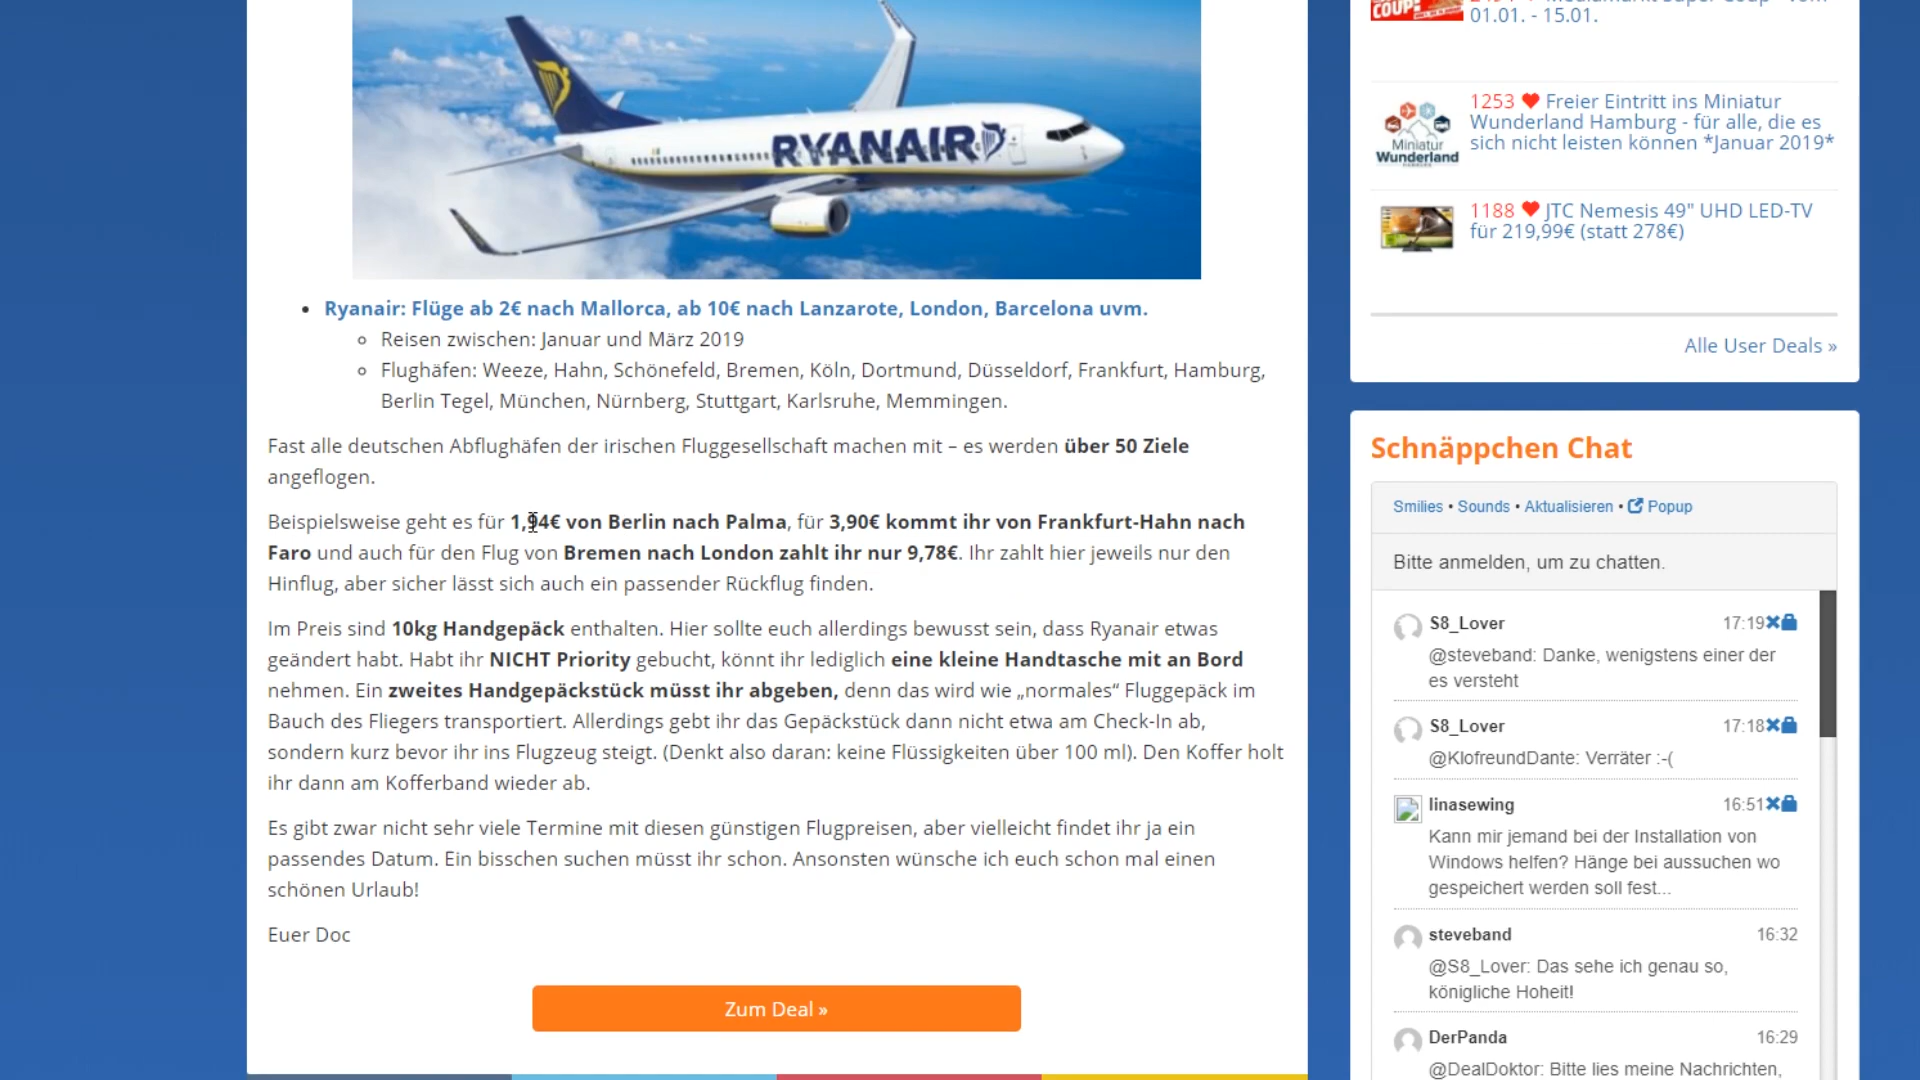 RYANAIR
Ryanair: Flüge ab 2€ nach Mallorca, ab 10€ nach Lanzarote, London, Barcelona uvm.
Reisen zwischen: Januar und März 2019
Flughäfen: Weeze, Hahn, Schönefeld, Bremen, Köln, Dortmund, Düsseldorf, Frankfurt, Hamburg,
Berlin Tegel, München, Nürnberg, Stuttgart, Karlsruhe, Memmingen.
Fast alle deutschen Abflughäfen der irischen Fluggesellschaft machen mit – es werden über 50 Ziele
angeflogen.
Beispielsweise geht es für 1,94€ von Berlin nach Palma, für 3,90€ kommt ihr von Frankfurt-Hahn nach
Faro und auch für den Flug von Bremen nach London zahlt ihr nur 9,78€. Ihr zahlt hier jeweils nur den
Hinflug, aber sicher lässt sich auch ein passender Rückflug finden.
Im Preis sind 10kg Handgepäck enthalten. Hier sollte euch allerdings bewusst sein, dass Ryanair etwas
geändert habt. Habt ihr NICHT Priority gebucht, könnt ihr lediglich eine kleine Handtasche mit an Bord
nehmen. Ein zweites Handgepäckstück müsst ihr abgeben, denn das wird wie „normales“ Fluggepäck im
Bauch des Fliegers transportiert. Allerdings gebt ihr das Gepäckstück dann nicht etwa am Check-In ab,
sondern kurz bevor ihr ins Flugzeug steigt. (Denkt also daran: keine Flüssigkeiten über 100 ml). Den Koffer holt
ihr dann am Kofferband wieder ab.
Es gibt zwar nicht sehr viele Termine mit diesen günstigen Flugpreisen, aber vielleicht findet ihr ja ein
passendes Datum. Ein bisschen suchen müsst ihr schon. Ansonsten wünsche ich euch schon mal einen
schönen Urlaub!
Euer Doc
Zum Deal »
COUP!
01.01. - 15.01.
Miniatur
Wunderland
1253 ♥ Freier Eintritt ins Miniatur
Wunderland Hamburg - für alle, die es
sich nicht leisten können *Januar 2019*
1188 ♥ JTC Nemesis 49" UHD LED-TV
für 219,99€ (statt 278€)
Alle User Deals »
Schnäppchen Chat
Smilies • Sounds • Aktualisieren • Popup
Bitte anmelden, um zu chatten.
S8_Lover 17:19
@steveband: Danke, wenigstens einer der
es versteht
S8_Lover 17:18
@KlofreundDante: Verräter :-(
linasewing 16:51
Kann mir jemand bei der Installation von
Windows helfen? Hänge bei aussuchen wo
gespeichert werden soll fest...
steveband 16:32
@S8_Lover: Das sehe ich genau so,
königliche Hoheit!
DerPanda 16:29
@DealDoktor: Bitte lies meine Nachrichten,